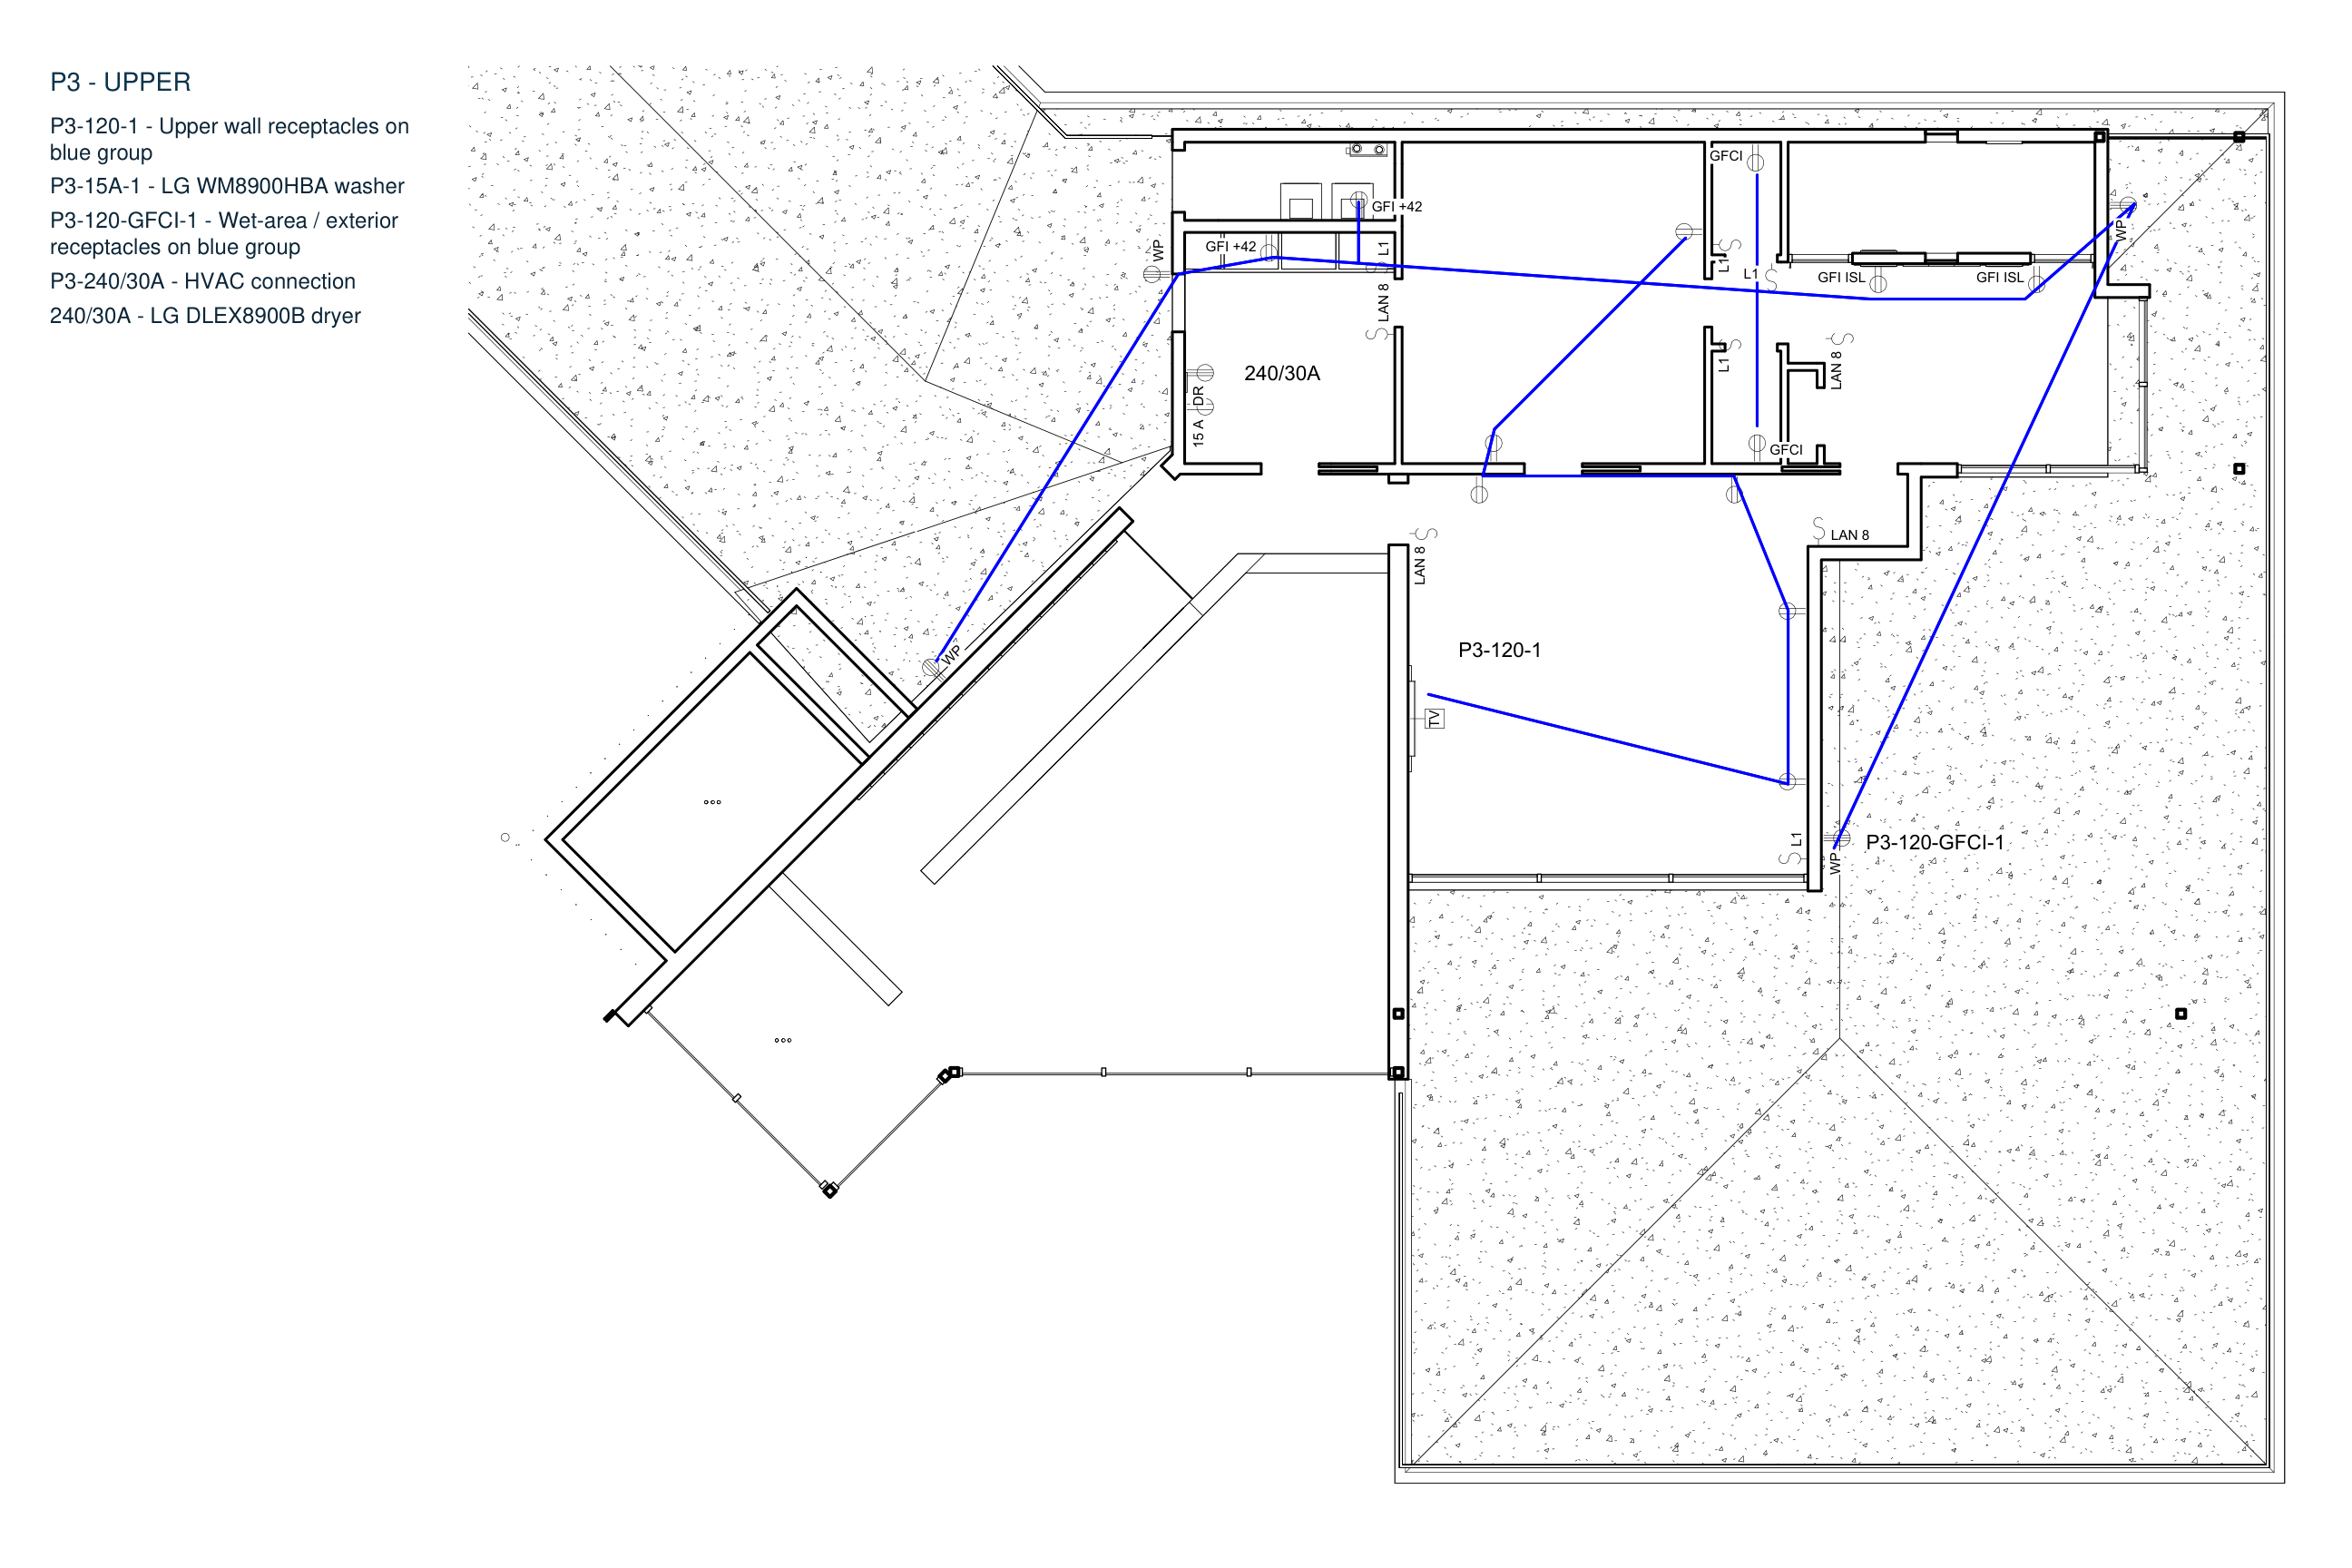 P3 - UPPER
P3-120-1 - Upper wall receptacles on
blue group
P3-15A-1 - LG WM8900HBA washer
P3-120-GFCI-1 - Wet-area / exterior
receptacles on blue group
P3-240/30A - HVAC connection
240/30A - LG DLEX8900B dryer
GFCI
GFI +42
WP
GFI +42
L1
WP
L1
L1
GFI ISL
GFI ISL
LAN 8
L1
LAN 8
240/30A
DR
15 A
GFCI
LAN 8
LAN 8
WP
P3-120-1
TV
L1
P3-120-GFCI-1
WP